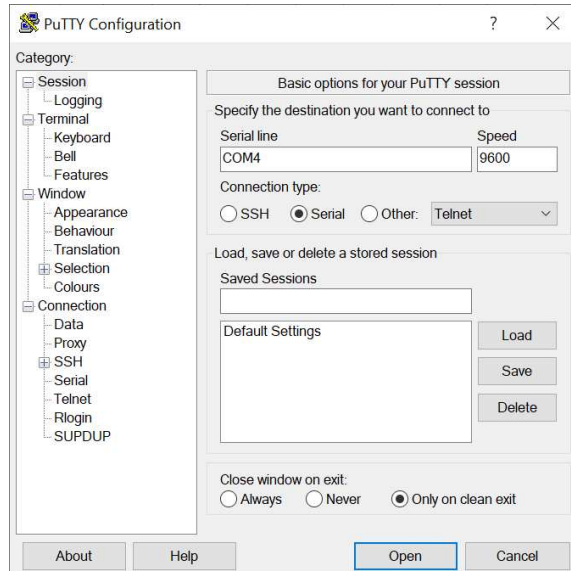 PuTTY Configuration
?
Category:
Session
Logging
Terminal
Keyboard
Bell
Features
Window
Appearance
Behaviour
Translation
Selection
Colours
Connection
Data
Proxy
SSH
Serial
Telnet
Rlogin
SUPDUP
Basic options for your PuTTY session
Specify the destination you want to connect to
Serial line Speed
COM4 9600
Connection type:
SSH Serial Other: Telnet
Load, save or delete a stored session
Saved Sessions
Default Settings
Load
Save
Delete
Close window on exit:
Always Never Only on clean exit
About Help Open Cancel